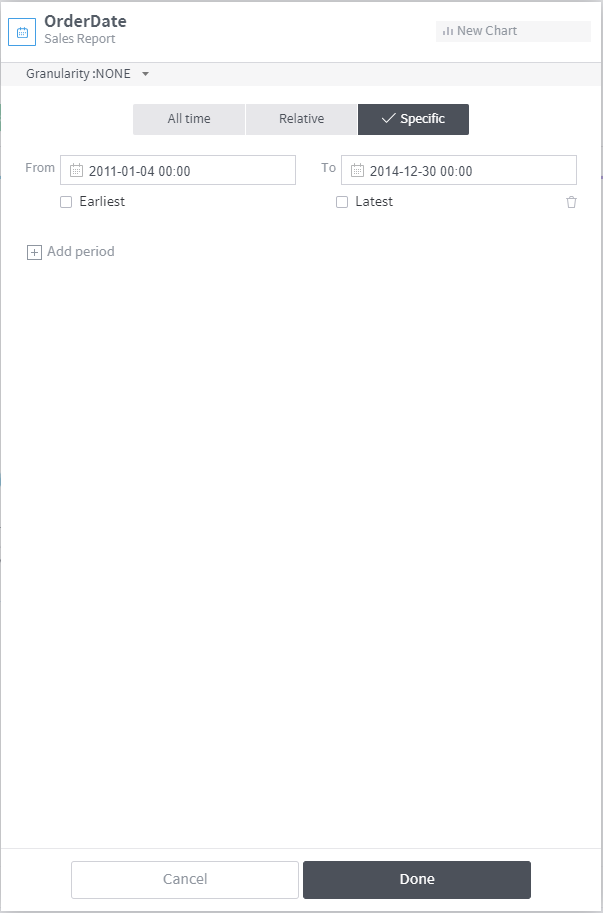 OrderDate
Sales Report
New Chart
Granularity :NONE
All time
Relative
Specific
From
2011-01-04 00:00
To
2014-12-30 00:00
Earliest
Latest
Add period
Cancel
Done